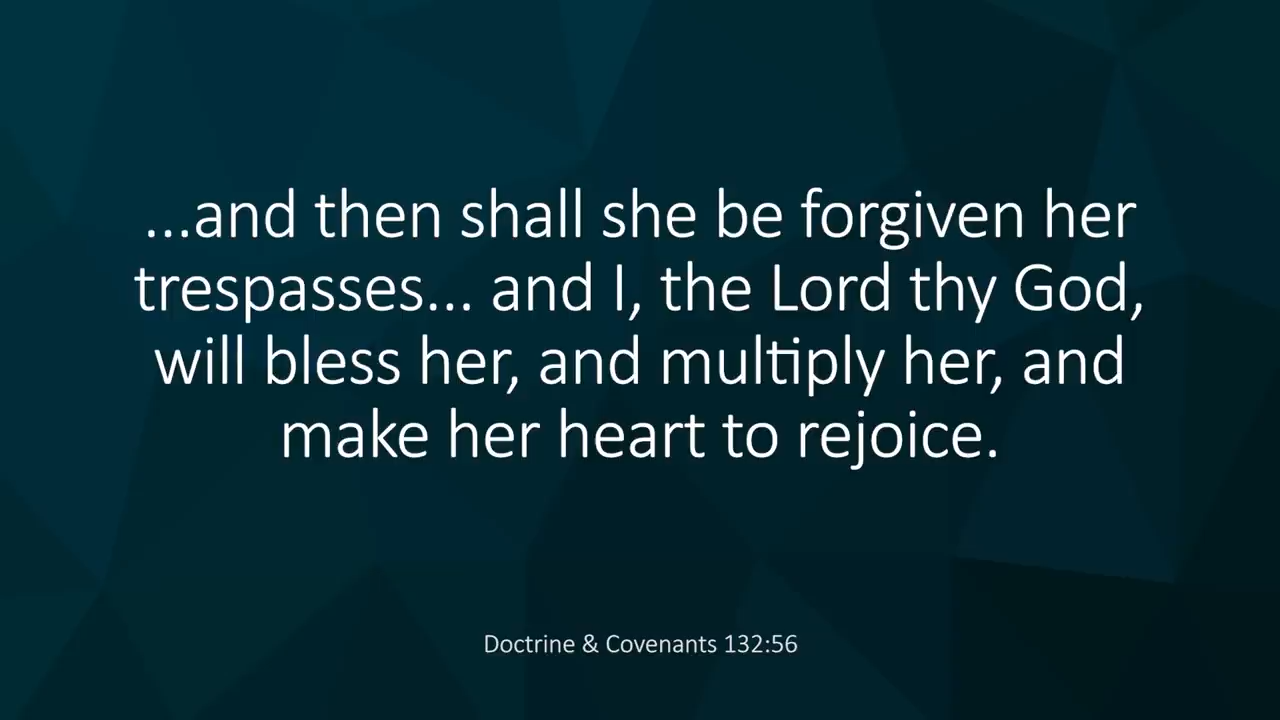 ...and then shall she be forgiven her
trespasses... and I, the Lord thy God,
will bless her, and multiply her, and
make her heart to rejoice.
Doctrine & Covenants 132:56